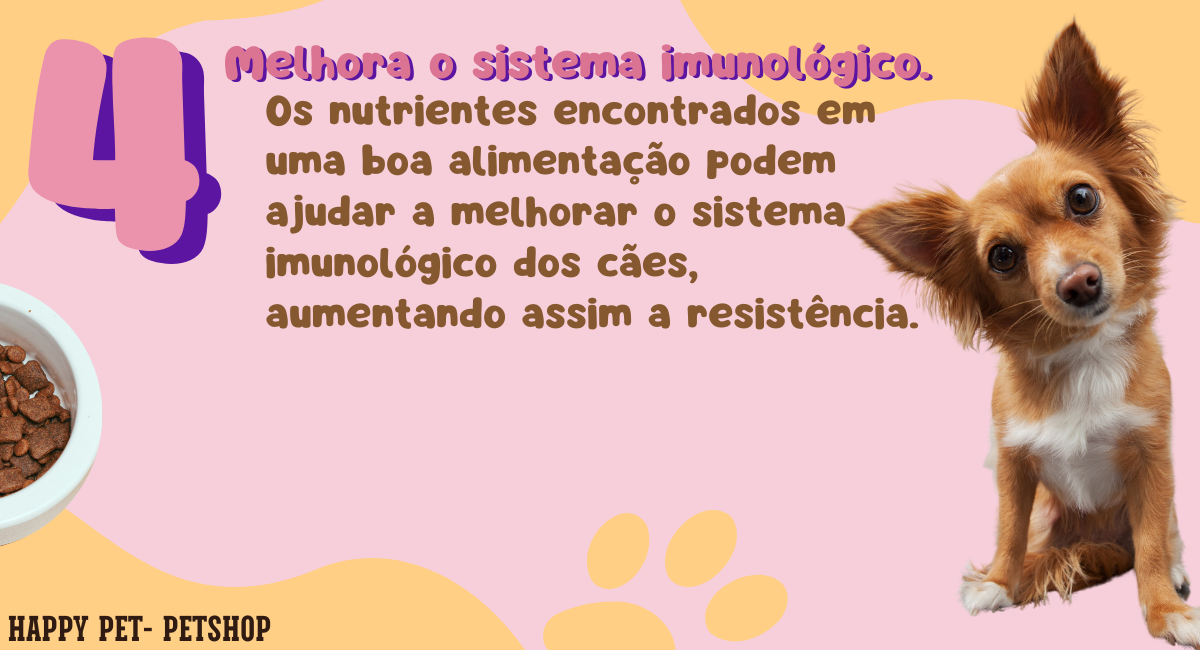 4
Melhora o sistema imunológico.
Os nutrientes encontrados em
uma boa alimentação podem
ajudar a melhorar o sistema
imunológico dos cães,
aumentando assim a resistência.
HAPPY PET- PETSHOP